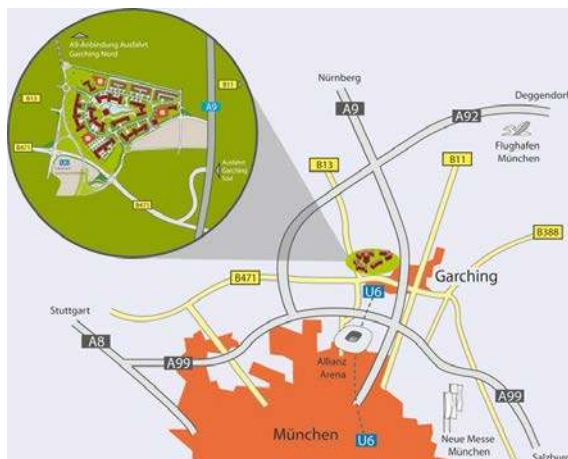 A9-Anbindung Ausfahrt
Garching Nord
B13
B11
A9
B471
Ausfahrt
Garching
Süd
B471
Nürnberg
A9
A92
Deggendorf
Flughafen
München
B13
B11
B388
B471
U6
Garching
Stuttgart
A8
A99
Allianz
Arena
A99
München
U6
Neue Messe
München
Salzburg